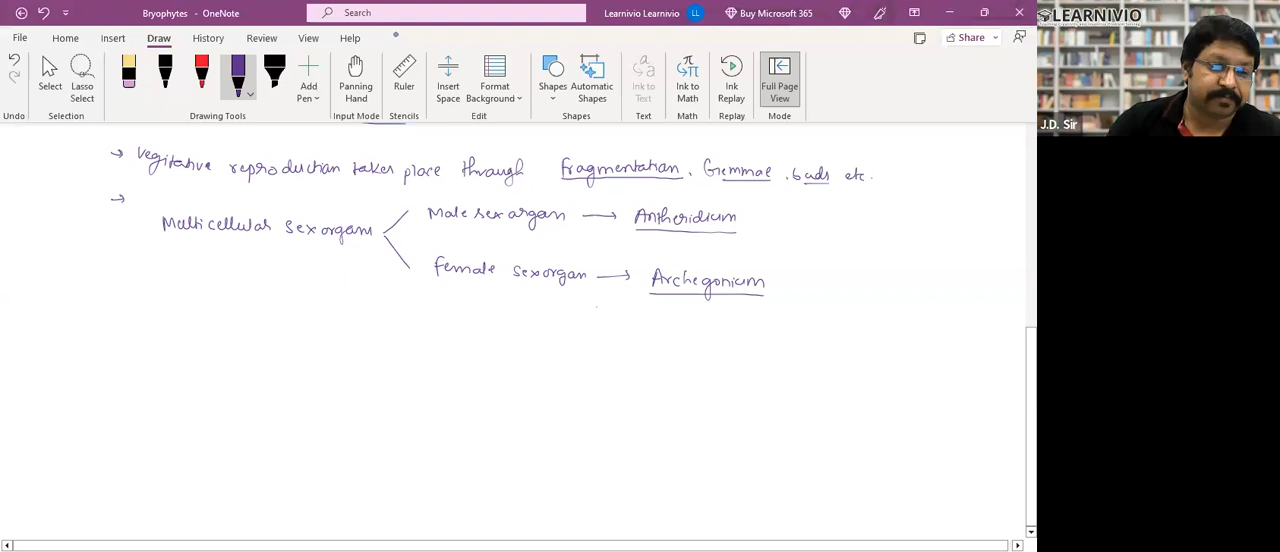 Bryophytes - OneNote
Search
Learnivio Learnivio
LL
Buy Microsoft 365
LEARNIVIO
File Home Insert Draw History Review View Help
Share
Select
Lasso Select
Add Pen
Panning Hand
Ruler
Insert Space
Format Background
Shapes
Automatic Shapes
Ink to Text
Ink to Math
Ink Replay
Full Page View
Undo Selection Drawing Tools Input Mode Stencils Edit Shapes Text Math Replay Mode
J.D. Sir
→ Vegitative reproduction takes place through fragmentation, Gemmae, buds etc.
→
Male sex organ → Antheridium
Multicellular sex organs
female sex organ → Archegonium